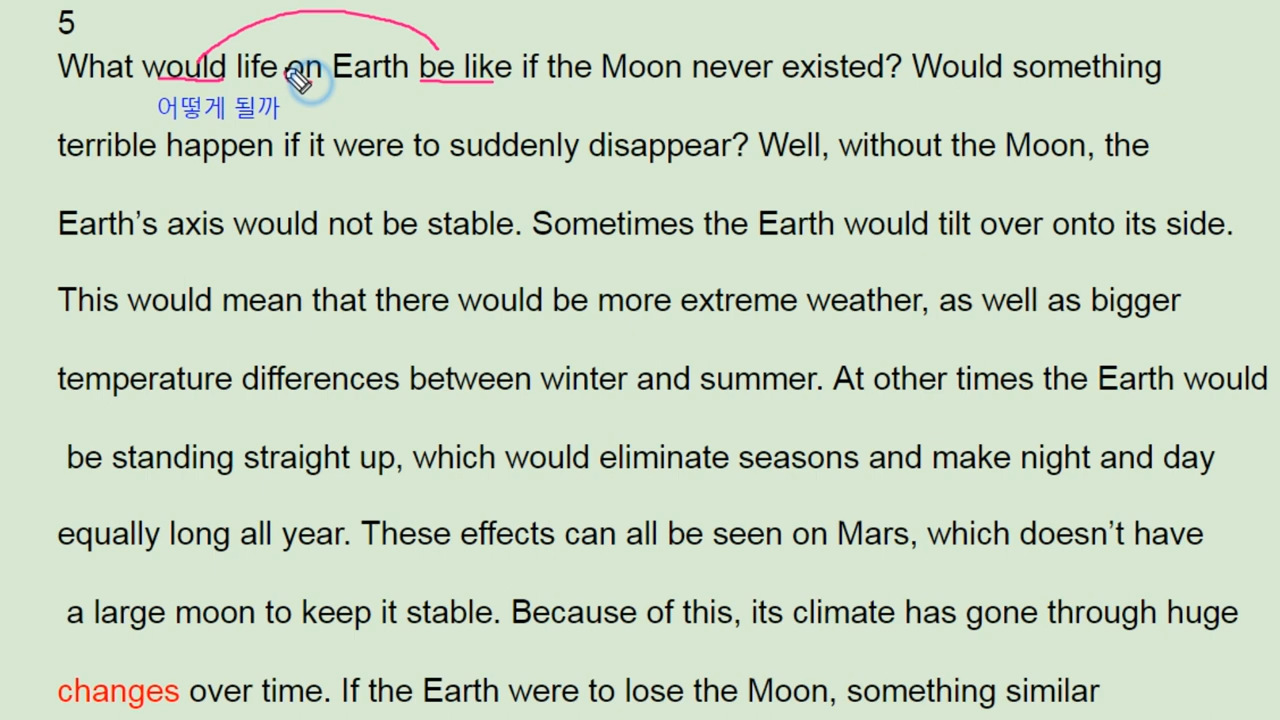 5
What would life on Earth be like if the Moon never existed? Would something
어떻게 될까
terrible happen if it were to suddenly disappear? Well, without the Moon, the
Earth’s axis would not be stable. Sometimes the Earth would tilt over onto its side.
This would mean that there would be more extreme weather, as well as bigger
temperature differences between winter and summer. At other times the Earth would
be standing straight up, which would eliminate seasons and make night and day
equally long all year. These effects can all be seen on Mars, which doesn’t have
a large moon to keep it stable. Because of this, its climate has gone through huge
changes over time. If the Earth were to lose the Moon, something similar